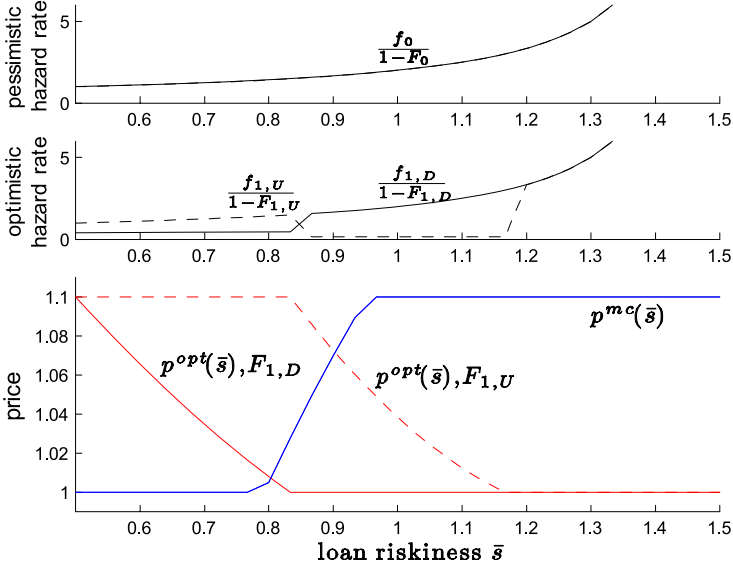 pessimistic
hazard rate
5
0
f_0
1−F_0
0.6 0.7 0.8 0.9 1 1.1 1.2 1.3 1.4 1.5
optimistic
hazard rate
5
0
f_{1,U}
1−F_{1,U}
f_{1,D}
1−F_{1,D}
0.6 0.7 0.8 0.9 1 1.1 1.2 1.3 1.4 1.5
price
1.1
1.08
1.06
1.04
1.02
1
p^{mc}(s̄)
p^{opt}(s̄), F_{1,D}
p^{opt}(s̄), F_{1,U}
0.6 0.7 0.8 0.9 1 1.1 1.2 1.3 1.4 1.5
loan riskiness s̄